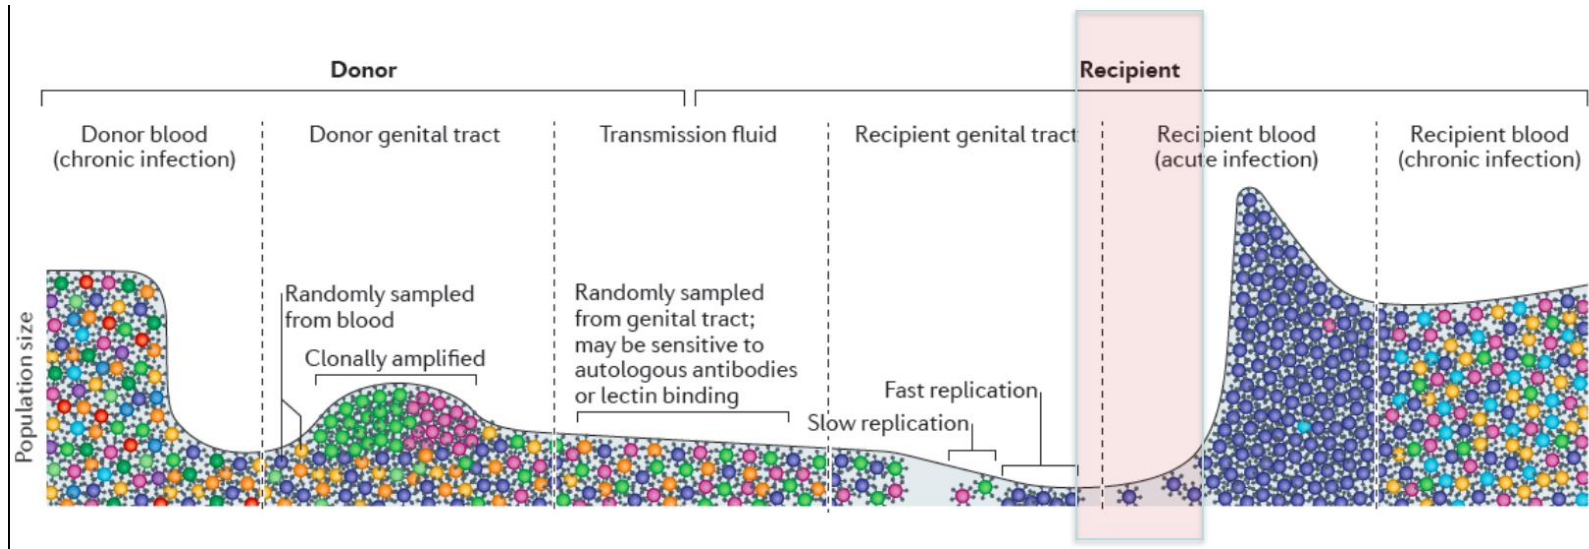 Donor
Recipient
Donor blood
(chronic infection)
Donor genital tract
Transmission fluid
Recipient genital tract
Recipient blood
(acute infection)
Recipient blood
(chronic infection)
Population size
Randomly sampled
from blood
Clonally amplified
Randomly sampled
from genital tract;
may be sensitive to
autologous antibodies
or lectin binding
Slow replication
Fast replication